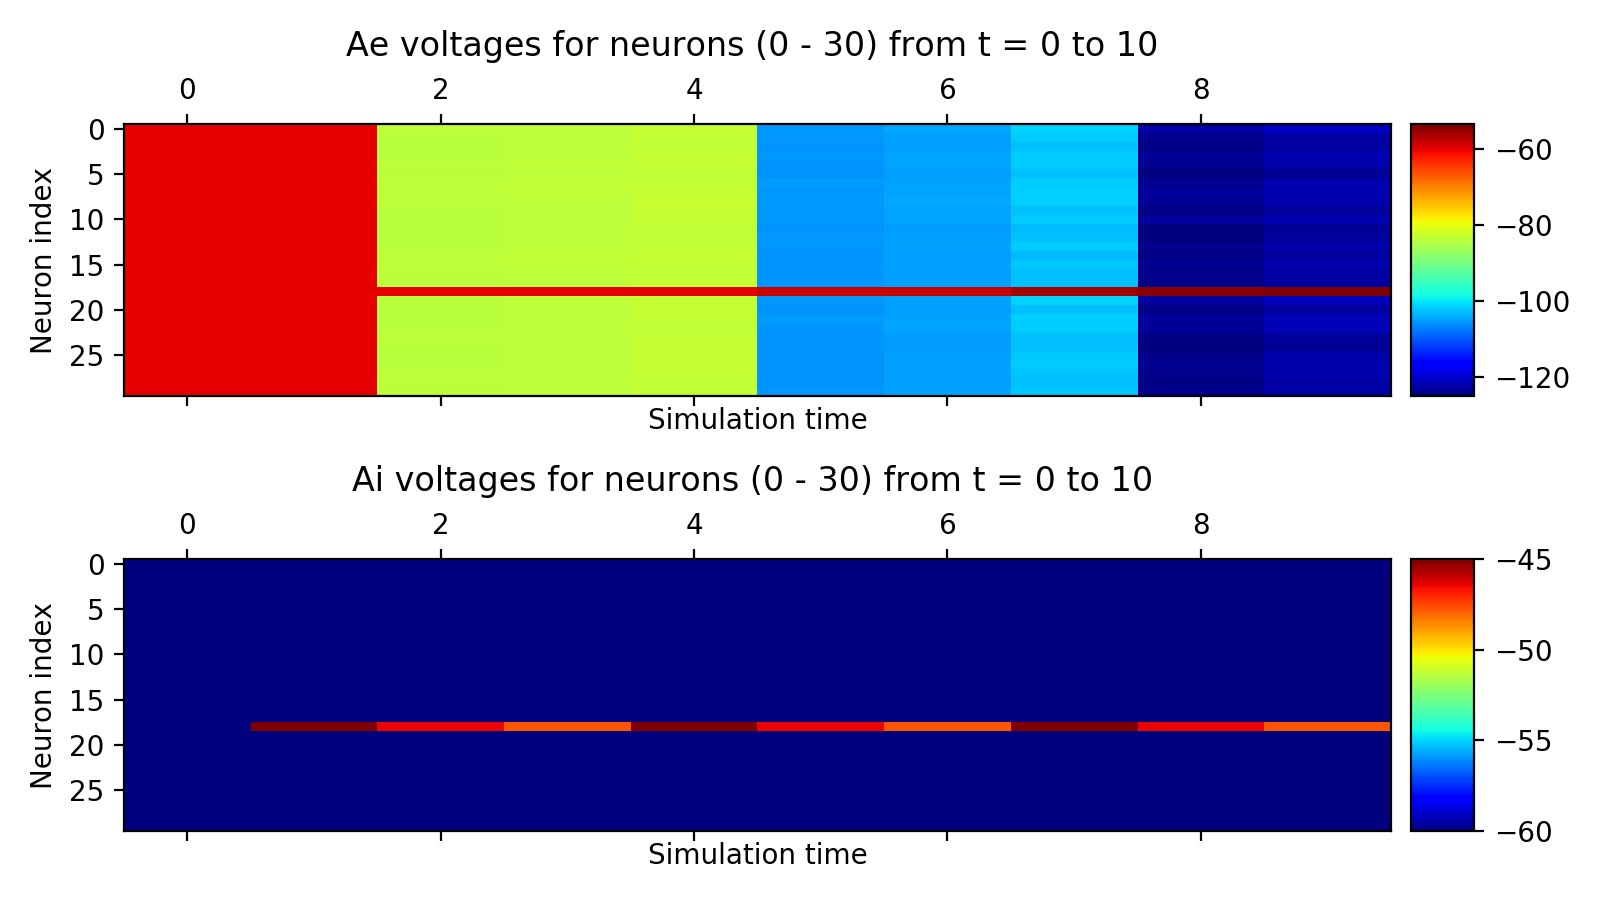 Ae voltages for neurons (0 - 30) from t = 0 to 10
0 2 4 6 8
Neuron index
0
5
10
15
20
25
−60
−80
−100
−120
Simulation time
Ai voltages for neurons (0 - 30) from t = 0 to 10
0 2 4 6 8
Neuron index
0
5
10
15
20
25
−45
−50
−55
−60
Simulation time